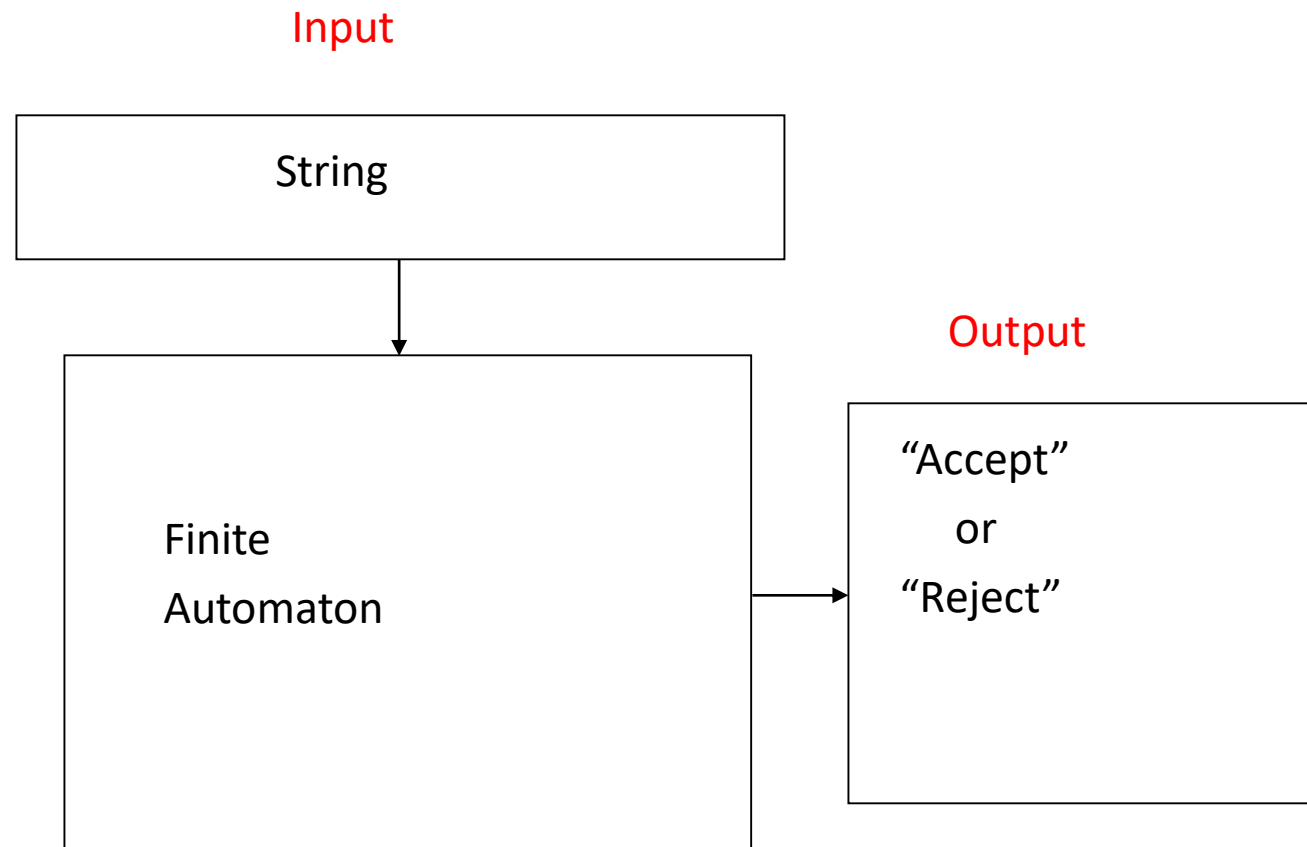 Input
String
Output
“Accept”
or
“Reject”
Finite
Automaton